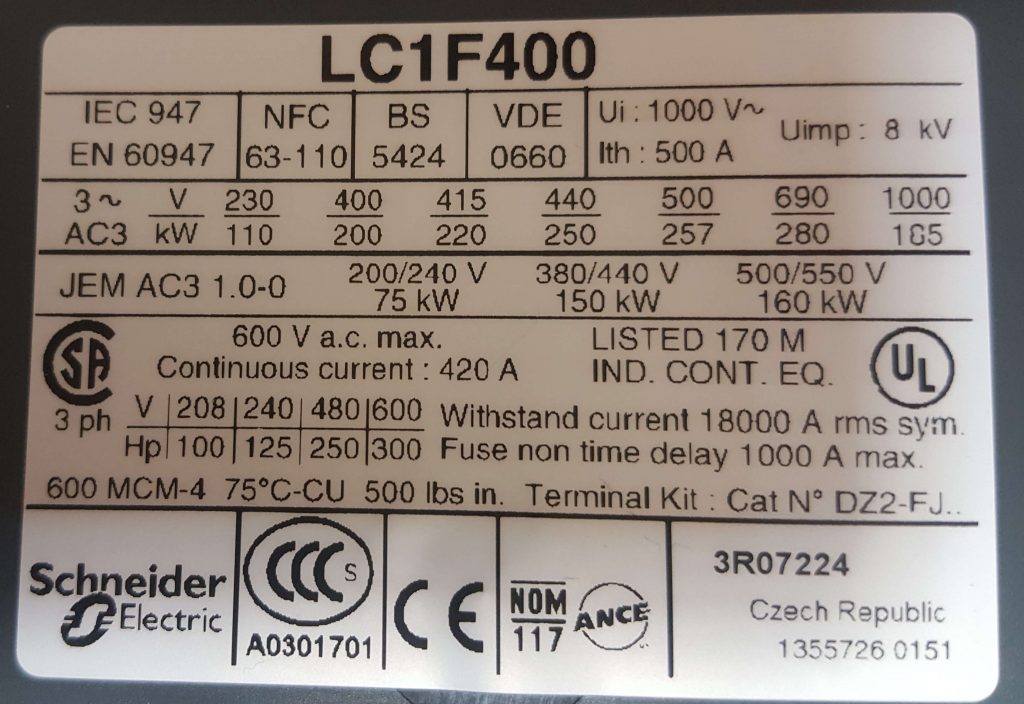 LC1F400
IEC 947
EN 60947
NFC
63-110
BS
5424
VDE
0660
Ui : 1000 V~
Ith : 500 A
Uimp : 8 kV
3 ~ V 230 400 415 440 500 690 1000
AC3 kW 110 200 220 250 257 280 185
JEM AC3 1.0-0
200/240 V
75 kW
380/440 V
150 kW
500/550 V
160 kW
SA
3 ph
600 V a.c. max.
Continuous current : 420 A
LISTED 170 M
IND. CONT. EQ.
UL
V 208 240 480 600
Hp 100 125 250 300
Withstand current 18000 A rms sym.
Fuse non time delay 1000 A max.
600 MCM-4 75°C-CU 500 lbs in. Terminal Kit : Cat N° DZ2-FJ..
Schneider
Electric
CCC S
A0301701
CE
NOM
117
ANCE
3R07224
Czech Republic
1355726 0151